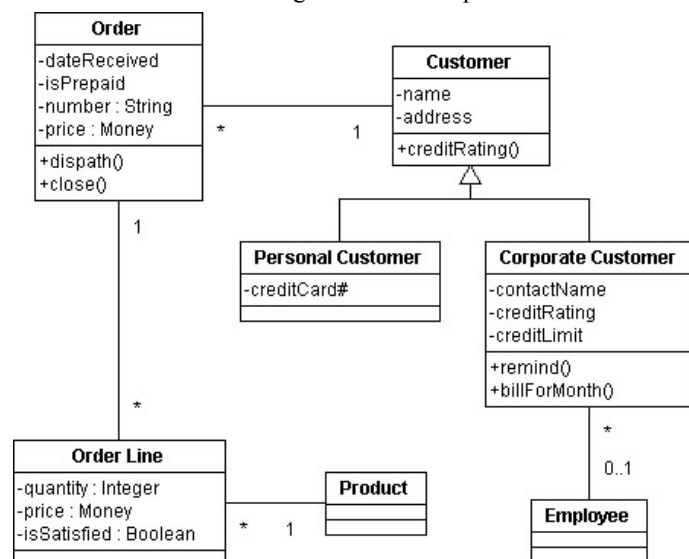 Order
-dateReceived
-isPrepaid
-number : String
-price : Money
+dispath()
+close()
Customer
-name
-address
+creditRating()
*
1
1
Personal Customer
-creditCard#
Corporate Customer
-contactName
-creditRating
-creditLimit
+remind()
+billForMonth()
*
*
0..1
Order Line
-quantity : Integer
-price : Money
-isSatisfied : Boolean
*
1
Product
Employee